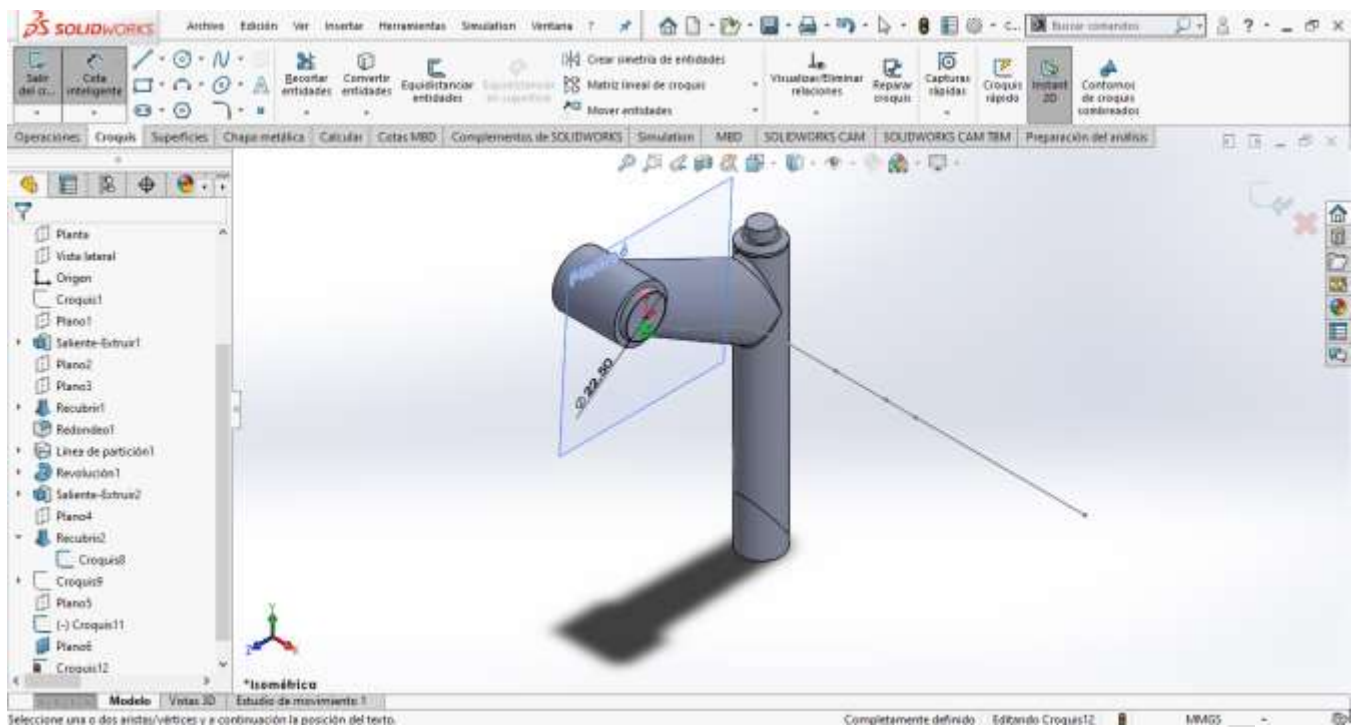 SOLIDWORKS Archivo Edición Ver Insertar Herramientas Simulation Ventana ? Buscar comandos ?
Salir del cr...
Cota inteligente
Recortar entidades
Convertir entidades
Equidistanciar entidades
Crear simetría de entidades
Matriz lineal de croquis
Mover entidades
Visualizar/Eliminar relaciones
Reparar croquis
Capturas rápidas
Croquis rápido
Instant 2D
Contornos de croquis sombreados
Operaciones Croquis Superficies Chapa metálica Calcular Cotas MBD Complementos de SOLIDWORKS Simulation MBD SOLIDWORKS CAM SOLIDWORKS CAM TBM Preparación del análisis
Planta
Vista lateral
Origen
Croquis1
Plano1
Saliente-Extruir1
Plano2
Plano3
Recubrir1
Redondeo1
Línea de partición1
Revolución1
Saliente-Extruir2
Plano4
Recubrir2
Croquis8
Croquis9
Plano5
(-) Croquis11
Plano6
Croquis12
Plano6
Ø 22.50
Y
Z
X
*Isométrica
Modelo Vistas 3D Estudio de movimiento 1
Seleccione una o dos aristas/vértices y a continuación la posición del texto. Completamente definido Editando Croquis12 MMGS